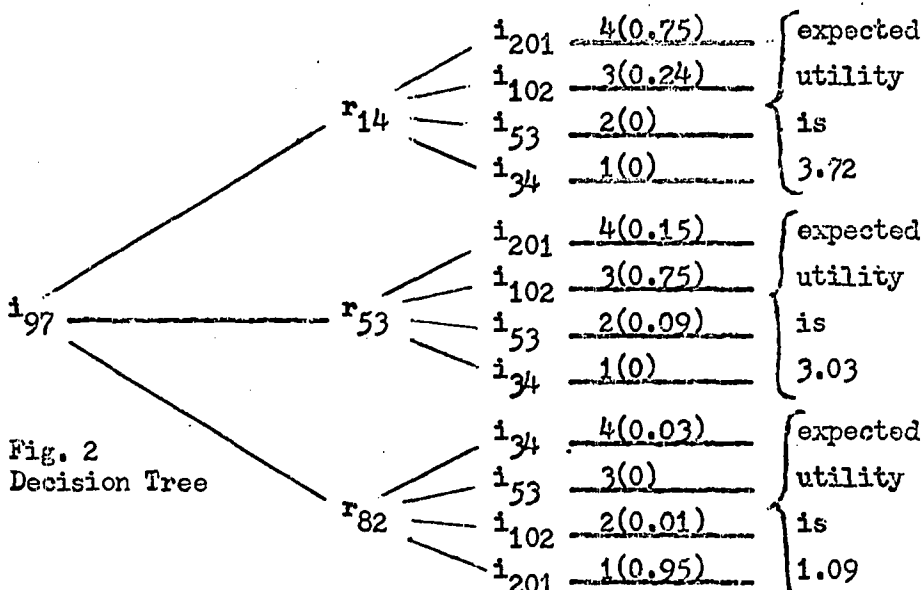 i201 4(0.75) expected
i102 3(0.24) utility
r14
i53 2(0) is
i34 1(0) 3.72
i201 4(0.15) expected
i102 3(0.75) utility
i97 r53
i53 2(0.09) is
i34 1(0) 3.03
i34 4(0.03) expected
Fig. 2
i53 3(0) utility
Decision Tree
r82
i102 2(0.01) is
i201 1(0.95) 1.09